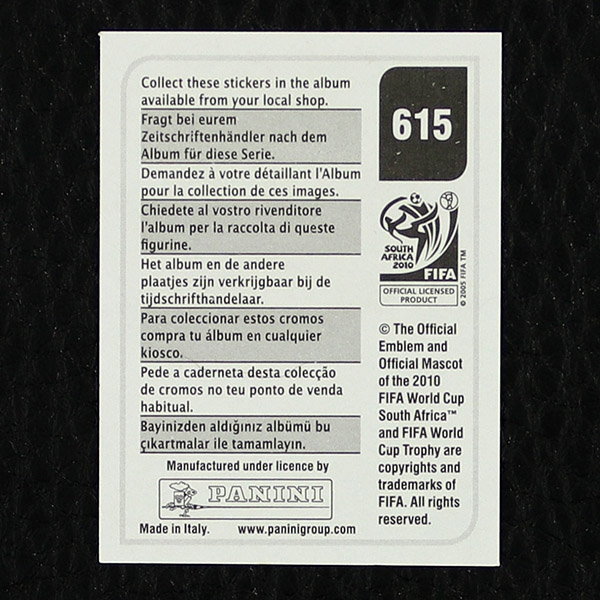 Collect these stickers in the album
available from your local shop.
Fragt bei eurem
Zeitschriftenhändler nach dem
Album für diese Serie.
Demandez à votre détaillant l'Album
pour la collection de ces images.
Chiedete al vostro rivenditore
l'album per la raccolta di queste
figurine.
Het album en de andere
plaatjes zijn verkrijgbaar bij de
tijdschrifthandelaar.
Para coleccionar estos cromos
compra tu álbum en cualquier
kiosco.
Pede a caderneta desta colecção
de cromos no teu ponto de venda
habitual.
Bayinizden aldığınız albümü bu
çıkartmalar ile tamamlayın.
Manufactured under licence by
PANINI
Made in Italy. www.paninigroup.com
615
SOUTH
AFRICA
2010
FIFA
© 2005 FIFA TM
OFFICIAL LICENSED
PRODUCT
© The Official
Emblem and
Official Mascot
of the 2010
FIFA World Cup
South Africa™
and FIFA World
Cup Trophy are
copyrights and
trademarks of
FIFA. All rights
reserved.